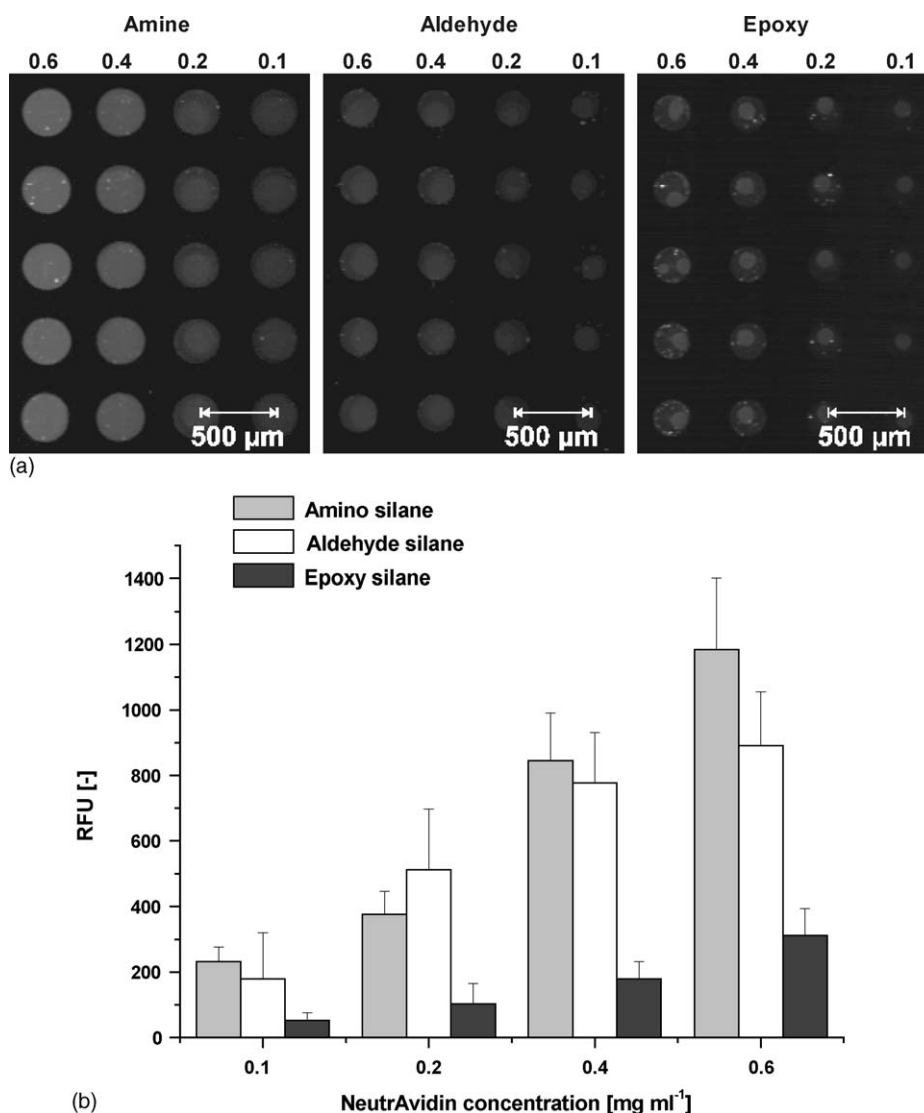 Amine Aldehyde Epoxy
0.6 0.4 0.2 0.1 0.6 0.4 0.2 0.1 0.6 0.4 0.2 0.1
500 µm 500 µm 500 µm
(a)
Amino silane
Aldehyde silane
Epoxy silane
1400
1200
1000
800
600
400
200
0
RFU [-]
0.1 0.2 0.4 0.6
(b) NeutrAvidin concentration [mg ml⁻¹]